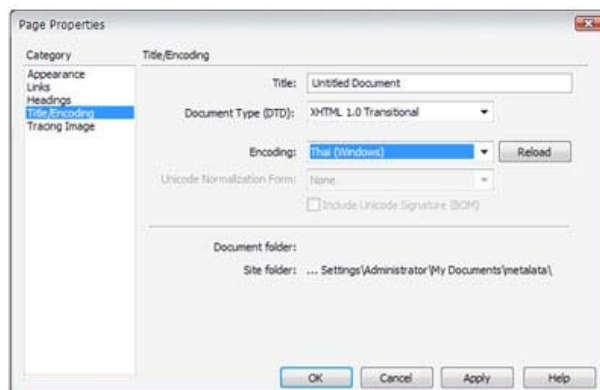 Page Properties
Category
Appearance
Links
Headings
Title/Encoding
Tracing Image
Title/Encoding
Title: Untitled Document
Document Type (DTD): XHTML 1.0 Transitional
Encoding: Thai (Windows) Reload
Unicode Normalization Form: None
Include Unicode Signature (BOM)
Document folder:
Site folder: ... Settings\Administrator\My Documents\metalata\
OK Cancel Apply Help